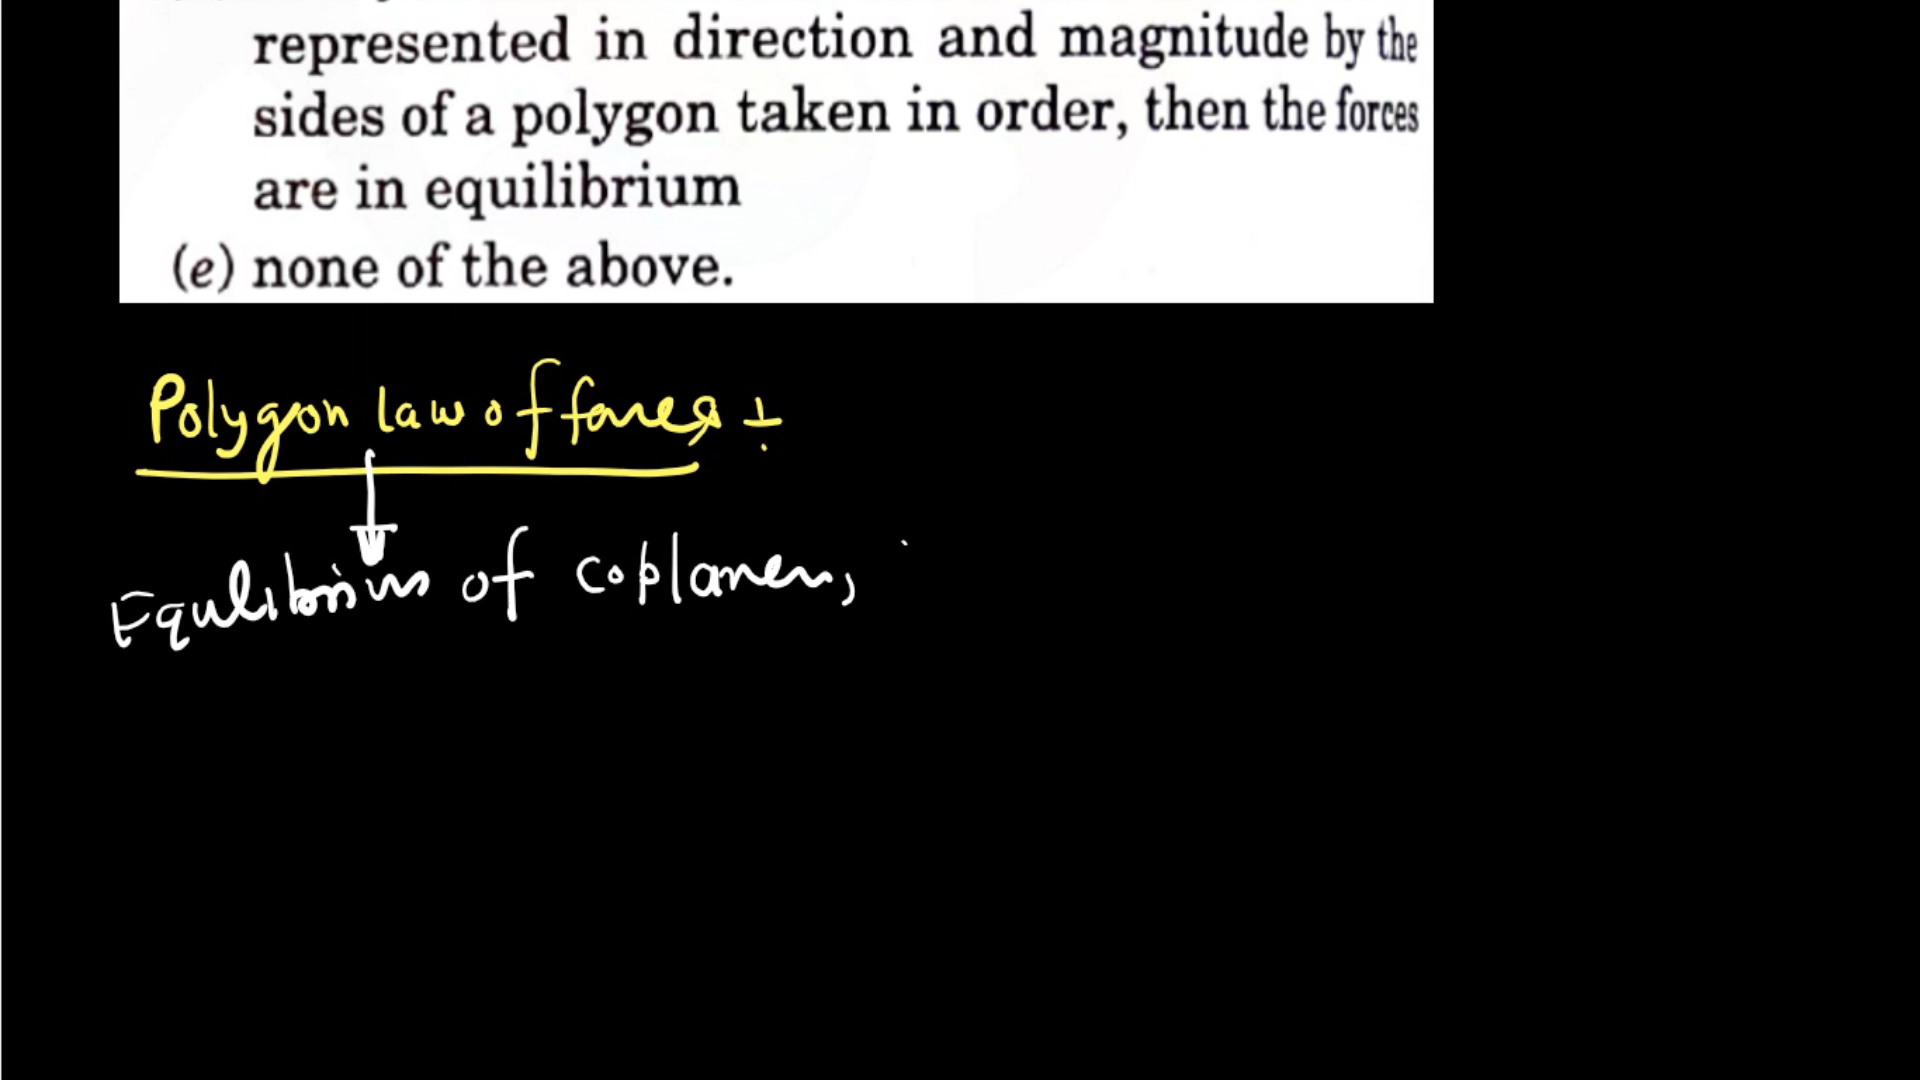 represented in direction and magnitude by the
sides of a polygon taken in order, then the forces
are in equilibrium
(e) none of the above.
Polygon law of forces :
Equlibrium of coplaner,